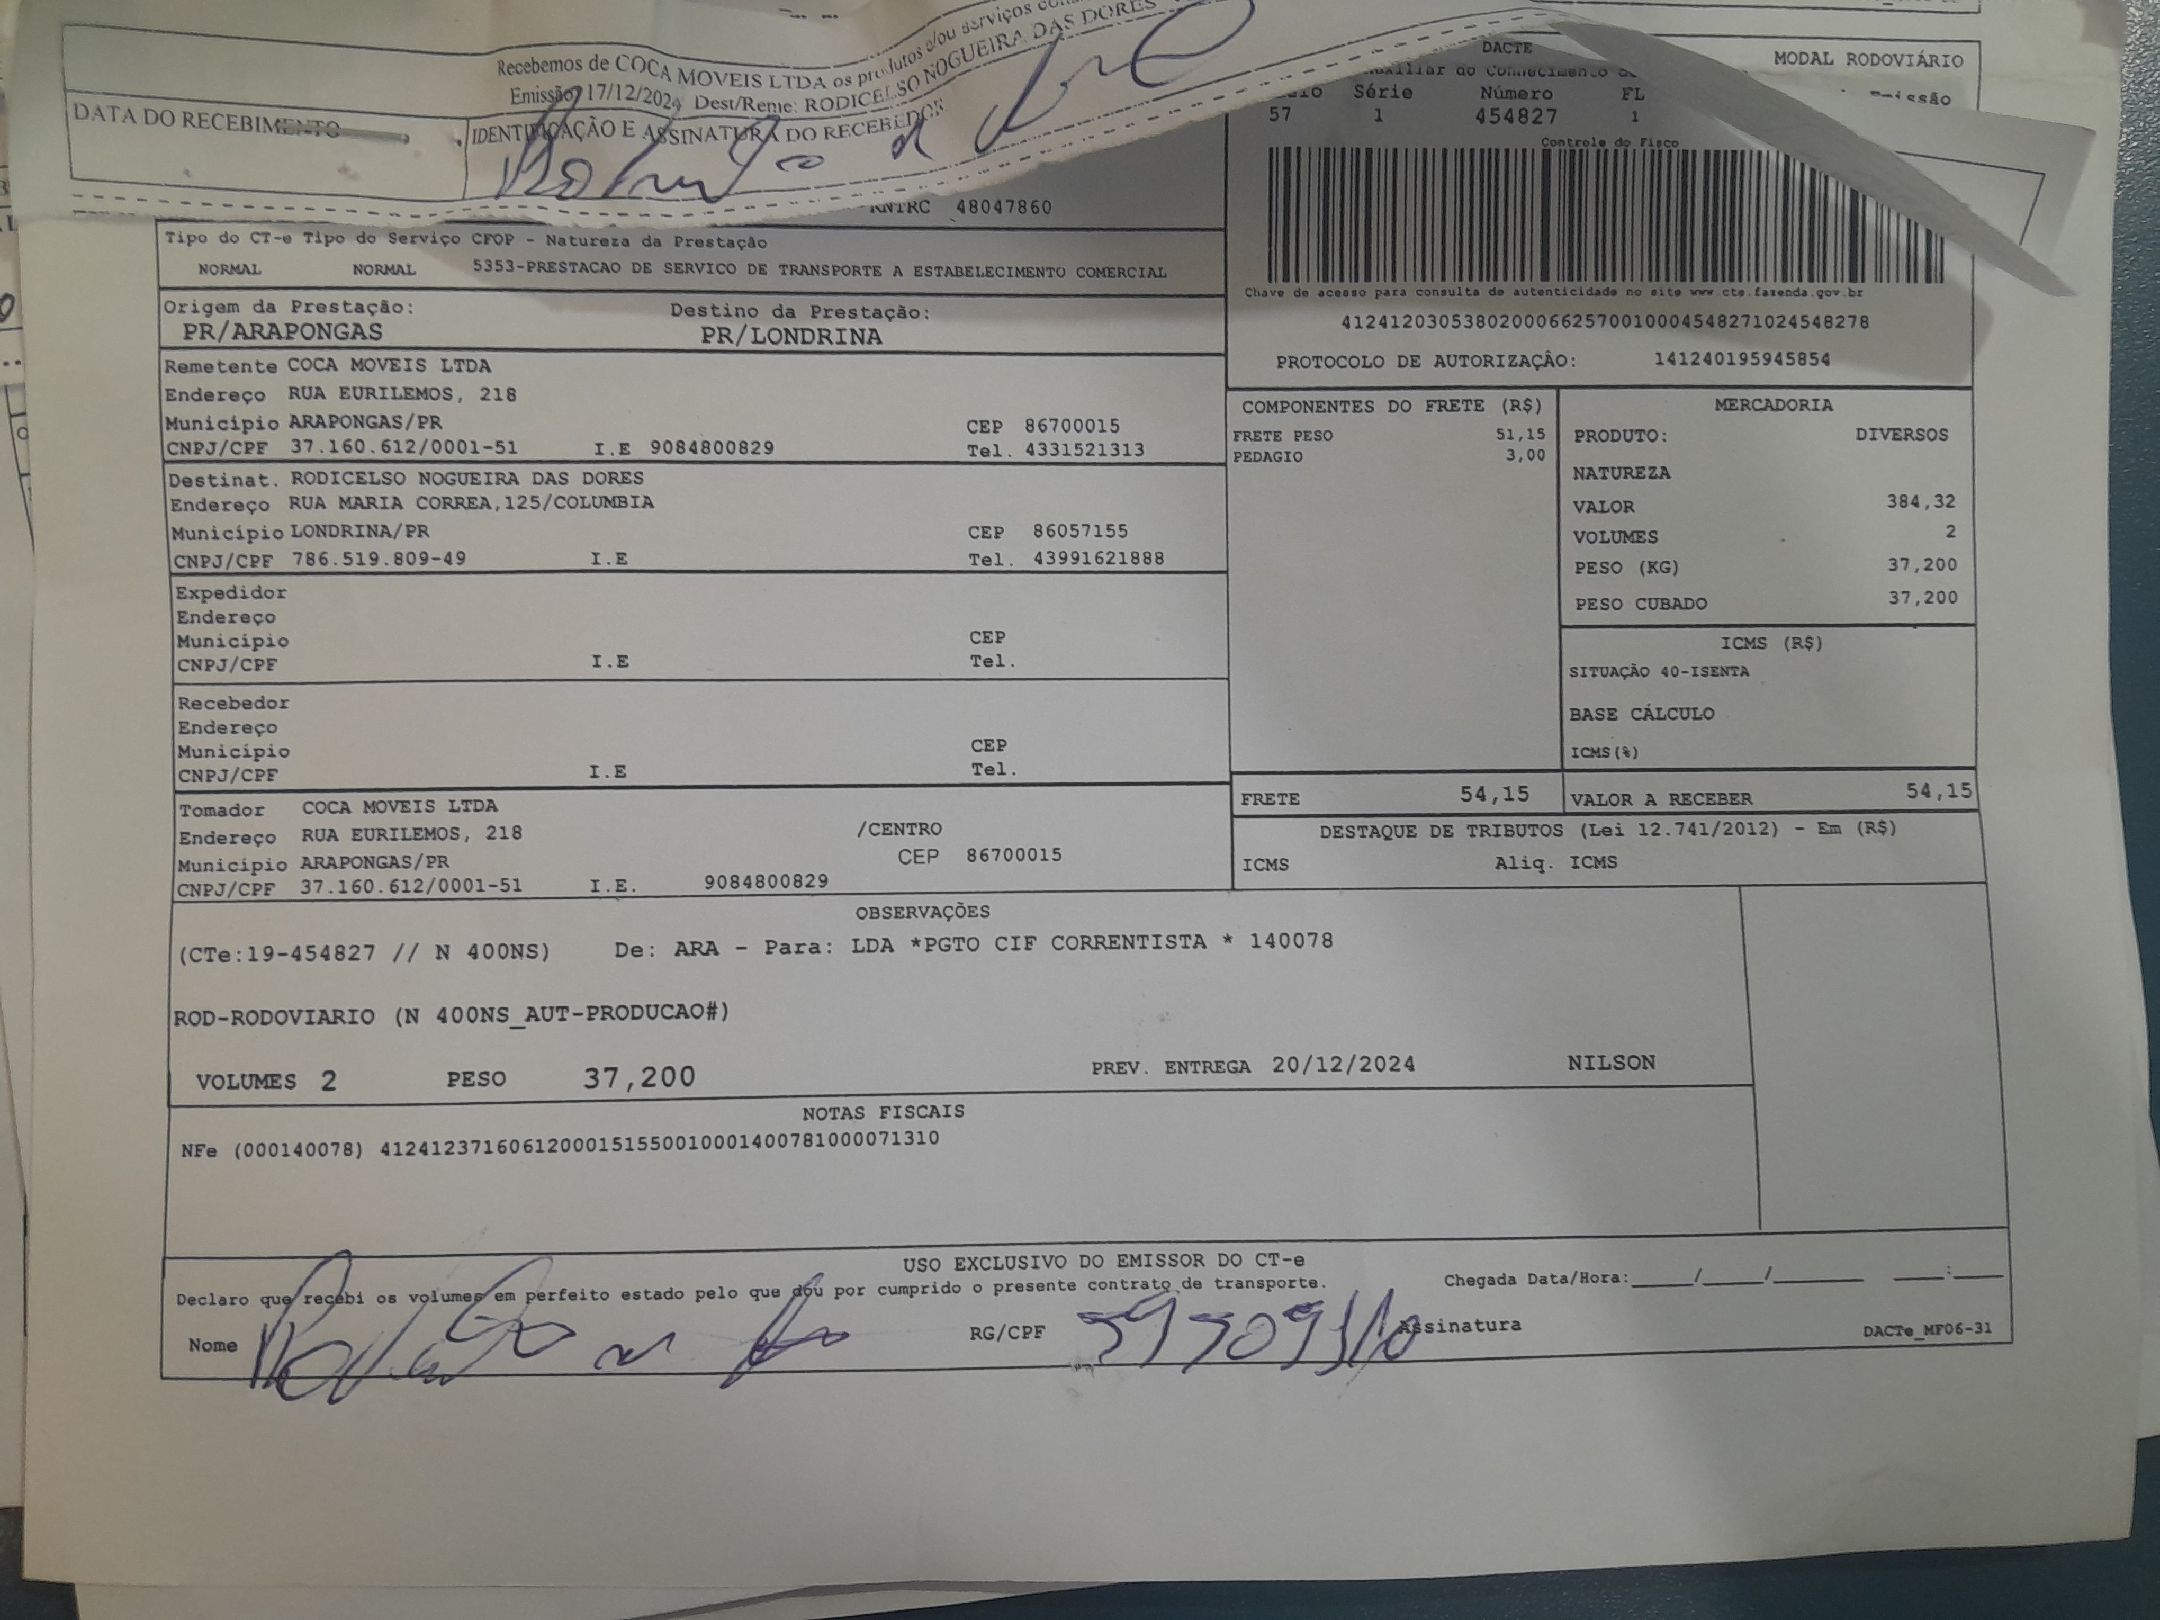 Recebemos de COCA MOVEIS LTDA os produtos e/ou serviços
Emissão: 17/12/2024 Dest/Reme: RODICELSO NOGUEIRA DAS DORES
DATA DO RECEBIMENTO
IDENTIFICAÇÃO E ASSINATURA DO RECEBEDOR
DACTE
MODAL RODOVIÁRIO
Série Número FL
57 1 454827 1
Controle do Fisco
RNTRC 48047860
Tipo do CT-e Tipo do Serviço CFOP - Natureza da Prestação
NORMAL NORMAL 5353-PRESTACAO DE SERVICO DE TRANSPORTE A ESTABELECIMENTO COMERCIAL
Chave de acesso para consulta de autenticidade no site www.cte.fazenda.gov.br
41241203053802000662570010004548271024548278
PROTOCOLO DE AUTORIZAÇÃO: 141240195945854
Origem da Prestação: Destino da Prestação:
PR/ARAPONGAS PR/LONDRINA
Remetente COCA MOVEIS LTDA
Endereço RUA EURILEMOS, 218
Município ARAPONGAS/PR CEP 86700015
CNPJ/CPF 37.160.612/0001-51 I.E 9084800829 Tel. 4331521313
Destinat. RODICELSO NOGUEIRA DAS DORES
Endereço RUA MARIA CORREA,125/COLUMBIA
Município LONDRINA/PR CEP 86057155
CNPJ/CPF 786.519.809-49 I.E Tel. 43991621888
Expedidor
Endereço
Município CEP
CNPJ/CPF I.E Tel.
Recebedor
Endereço
Município CEP
CNPJ/CPF I.E Tel.
Tomador COCA MOVEIS LTDA
Endereço RUA EURILEMOS, 218 /CENTRO
Município ARAPONGAS/PR CEP 86700015
CNPJ/CPF 37.160.612/0001-51 I.E. 9084800829
COMPONENTES DO FRETE (R$)
FRETE PESO 51,15
PEDAGIO 3,00
MERCADORIA
PRODUTO: DIVERSOS
NATUREZA
VALOR 384,32
VOLUMES 2
PESO (KG) 37,200
PESO CUBADO 37,200
ICMS (R$)
SITUAÇÃO 40-ISENTA
BASE CÁLCULO
ICMS(%)
FRETE 54,15 VALOR A RECEBER 54,15
DESTAQUE DE TRIBUTOS (Lei 12.741/2012) - Em (R$)
ICMS Aliq. ICMS
OBSERVAÇÕES
(CTe:19-454827 // N 400NS) De: ARA - Para: LDA *PGTO CIF CORRENTISTA * 140078
ROD-RODOVIARIO (N 400NS_AUT-PRODUCAO#)
VOLUMES 2 PESO 37,200 PREV. ENTREGA 20/12/2024 NILSON
NOTAS FISCAIS
NFe (000140078) 41241237160612000151550010001400781000071310
USO EXCLUSIVO DO EMISSOR DO CT-e
Declaro que recebi os volumes em perfeito estado pelo que dou por cumprido o presente contrato de transporte. Chegada Data/Hora:____/____/______ ___:___
Nome RG/CPF Assinatura DACTe_MF06-31